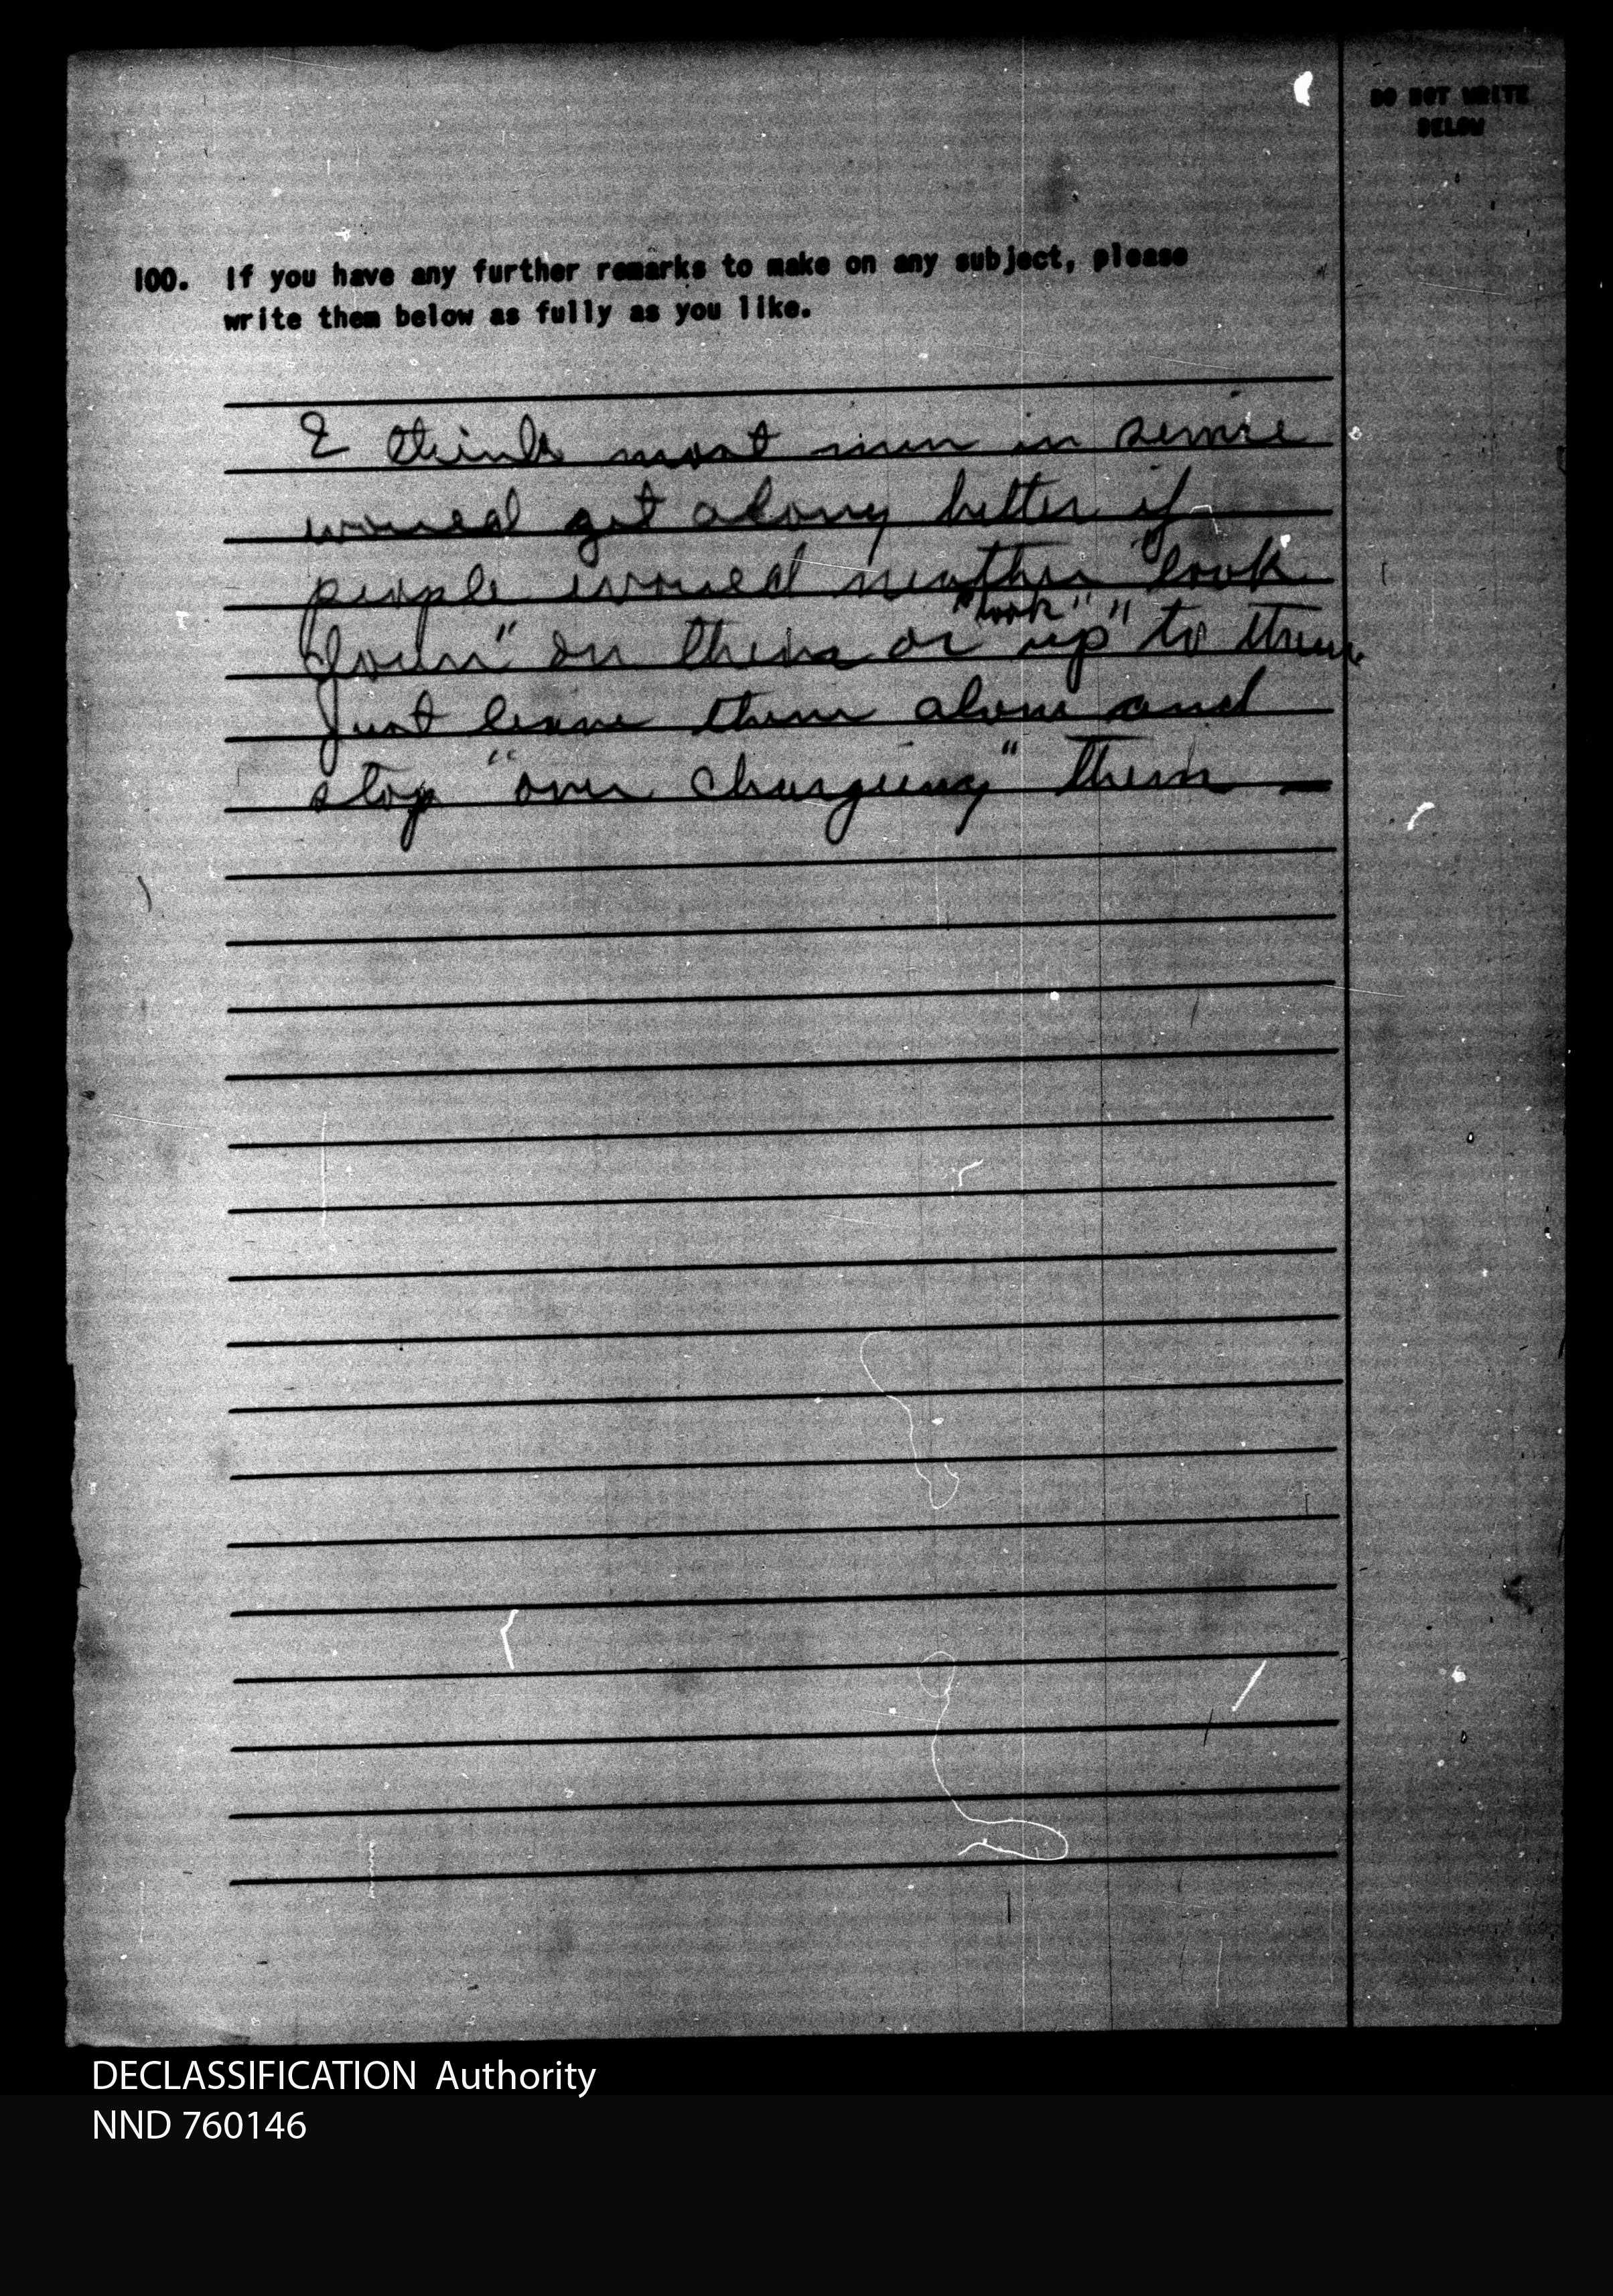 DO NOT WRITE
BELOW
100. If you have any further remarks to make on any subject, please
write them below as fully as you like.
I think most men in service
would get along better if
people would neather "look
"look"
down" on them or "up" to them.
Just leave them alone and
stop "over chargeing" them —
DECLASSIFICATION Authority
NND 760146